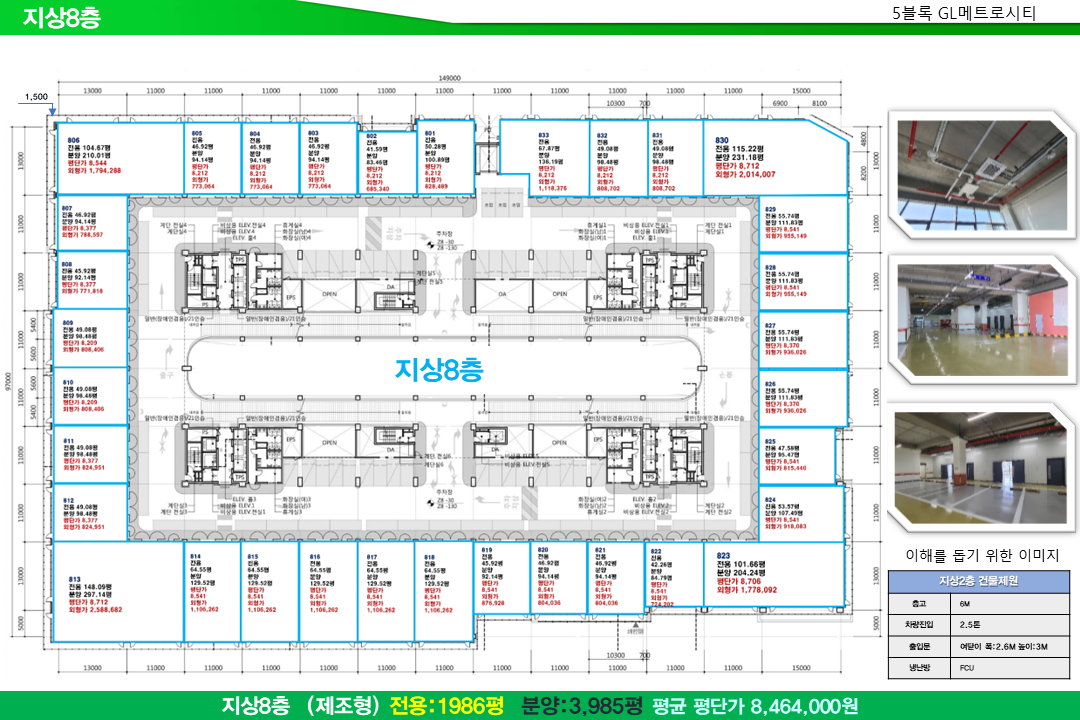 지상8층
5블록 GL메트로시티
149000
13000 11000 11000 11000 11000 11000 11000 11000 11000 11000 11000 15000
10300 700 6900 8100
1,500
806
전용 104.67평
분양 210.01평
평단가 8,544
외형가 1,794,268
805
전용
46.92평
분양
94.14평
평단가
8,212
외형가
773,064
804
전용
46.92평
분양
94.14평
평단가
8,212
외형가
773,064
803
전용
46.92평
분양
94.14평
평단가
8,212
외형가
773,064
802
전용
41.59평
분양
83.46평
평단가
8,212
외형가
685,340
801
전용
50.28평
분양
100.89평
평단가
8,212
외형가
828,489
833
전용
67.87평
분양
136.19평
평단가
8,212
외형가
1,118,376
832
전용
49.08평
분양
98.48평
평단가
8,212
외형가
808,702
831
전용
49.08평
분양
98.48평
평단가
8,212
외형가
808,702
830
전용 115.22평
분양 231.18평
평단가 8,712
외형가 2,014,007
807
전용 46.92평
분양 94.14평
평단가 8,377
외형가 788,597
808
전용 45.92평
분양 92.14평
평단가 8,377
외형가 771,818
809
전용 49.08평
분양 98.48평
평단가 8,209
외형가 808,406
810
전용 49.08평
분양 98.48평
평단가 8,209
외형가 808,406
811
전용 49.08평
분양 98.48평
평단가 8,377
외형가 824,951
812
전용 49.08평
분양 98.48평
평단가 8,377
외형가 824,951
829
전용 55.74평
분양 111.83평
평단가 8,541
외형가 955,149
828
전용 55.74평
분양 111.83평
평단가 8,541
외형가 955,149
827
전용 55.74평
분양 111.83평
평단가 8,370
외형가 936,026
826
전용 55.74평
분양 111.83평
평단가 8,370
외형가 936,026
825
전용 47.58평
분양 95.47평
평단가 8,541
외형가 815,440
824
전용 53.57평
분양 107.49평
평단가 8,541
외형가 918,083
지상8층
813
전용 148.09평
분양 297.14평
평단가 8,712
외형가 2,588,682
814
전용
64.55평
분양
129.52평
평단가
8,541
외형가
1,106,262
815
전용
64.55평
분양
129.52평
평단가
8,541
외형가
1,106,262
816
전용
64.55평
분양
129.52평
평단가
8,541
외형가
1,106,262
817
전용
64.55평
분양
129.52평
평단가
8,541
외형가
1,106,262
818
전용
64.55평
분양
129.52평
평단가
8,541
외형가
1,106,262
819
전용
45.92평
분양
92.14평
평단가
8,541
외형가
820
전용
46.92평
분양
94.14평
평단가
8,541
외형가
804,036
821
전용
46.92평
분양
94.14평
평단가
8,541
외형가
804,036
822
전용
42.26평
분양
84.79평
평단가
8,541
외형가
724,202
823
전용 101.66평
분양 204.24평
평단가 8,706
외형가 1,778,092
10300 700
13000 11000 11000 11000 11000 11000 11000 11000 11000 11000 11000 15000
이해를 돕기 위한 이미지
지상2층 건물제원
층고 6M
차량진입 2.5톤
출입문 여닫이 폭:2.6M 높이:3M
냉난방 FCU
지상8층 (제조형) 전용:1986평 분양:3,985평 평균 평단가 8,464,000원